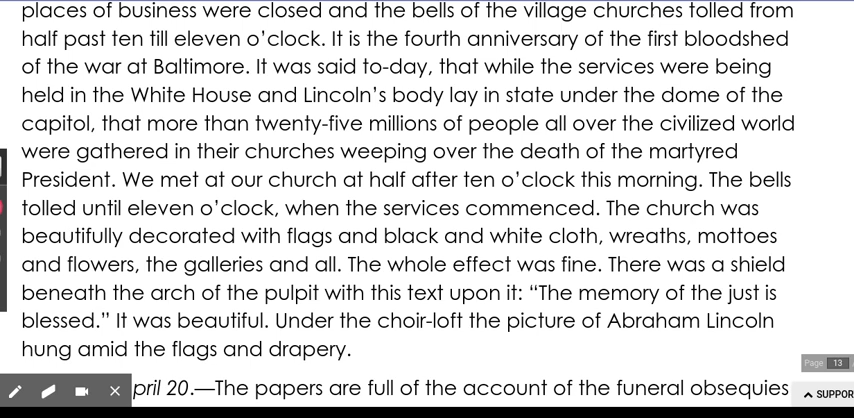 places of business were closed and the bells of the village churches tolled from
half past ten till eleven o’clock. It is the fourth anniversary of the first bloodshed
of the war at Baltimore. It was said to-day, that while the services were being
held in the White House and Lincoln’s body lay in state under the dome of the
capitol, that more than twenty-five millions of people all over the civilized world
were gathered in their churches weeping over the death of the martyred
President. We met at our church at half after ten o’clock this morning. The bells
tolled until eleven o’clock, when the services commenced. The church was
beautifully decorated with flags and black and white cloth, wreaths, mottoes
and flowers, the galleries and all. The whole effect was fine. There was a shield
beneath the arch of the pulpit with this text upon it: “The memory of the just is
blessed.” It was beautiful. Under the choir-loft the picture of Abraham Lincoln
hung amid the flags and drapery.
Page 13
pril 20.—The papers are full of the account of the funeral obsequies
SUPPOR